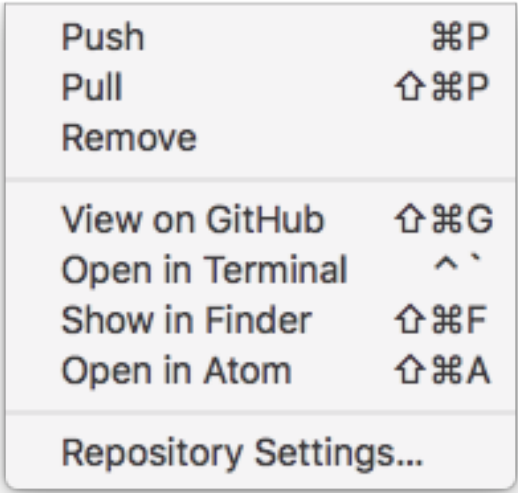 Push ⌘P
Pull ⇧⌘P
Remove
View on GitHub ⇧⌘G
Open in Terminal ^`
Show in Finder ⇧⌘F
Open in Atom ⇧⌘A
Repository Settings...